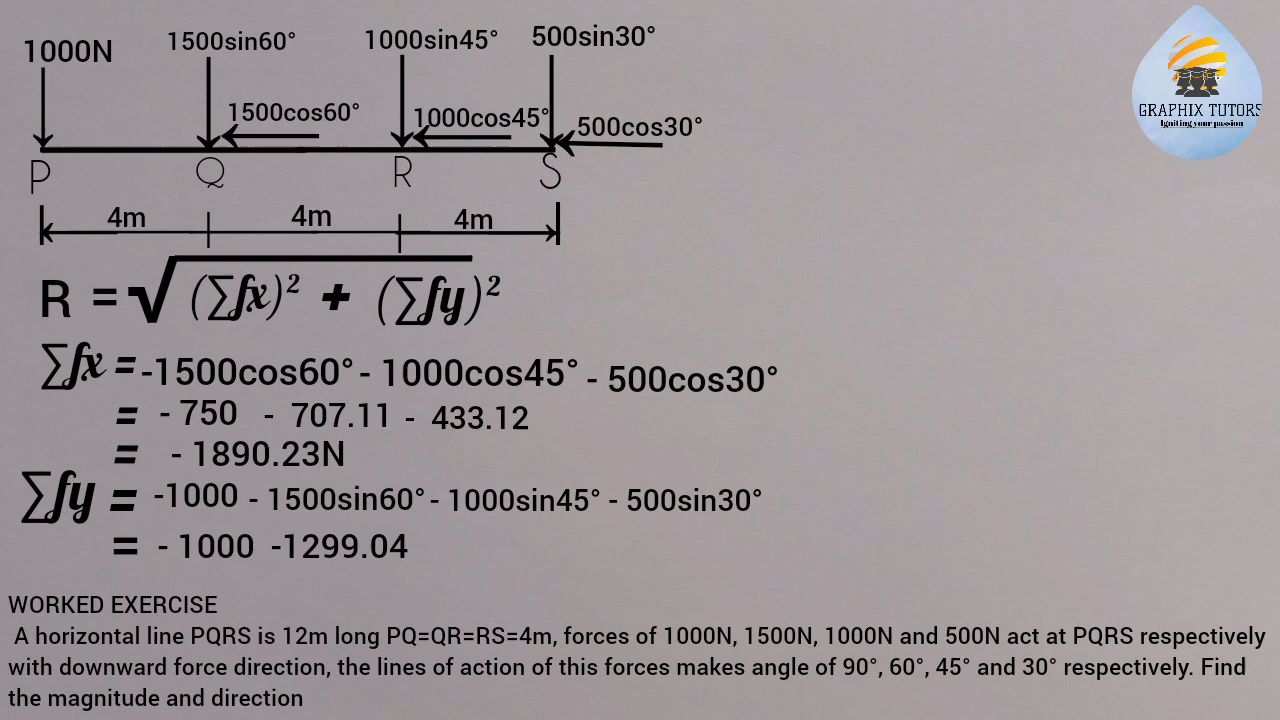 1000N
1500sin60°
1000sin45°
500sin30°
1500cos60°
1000cos45°
500cos30°
P Q R S
4m 4m 4m
R = √(∑fx)² + (∑fy)²
∑fx = -1500cos60° - 1000cos45° - 500cos30°
= - 750 - 707.11 - 433.12
= - 1890.23N
∑fy = -1000 - 1500sin60° - 1000sin45° - 500sin30°
= - 1000 -1299.04
GRAPHIX TUTORS
Igniting your passion
WORKED EXERCISE
A horizontal line PQRS is 12m long PQ=QR=RS=4m, forces of 1000N, 1500N, 1000N and 500N act at PQRS respectively
with downward force direction, the lines of action of this forces makes angle of 90°, 60°, 45° and 30° respectively. Find
the magnitude and direction